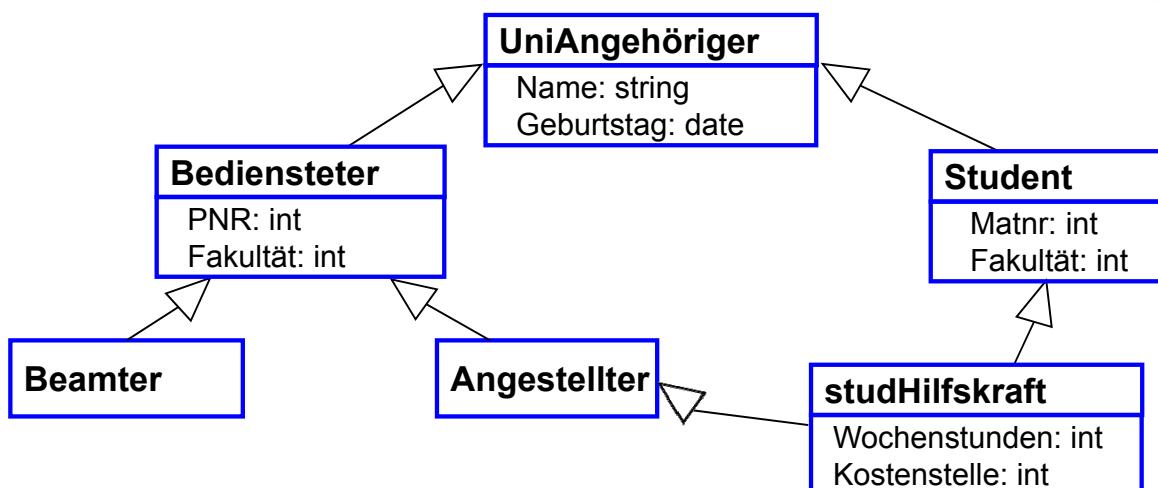 UniAngehöriger
Name: string
Geburtstag: date
Bediensteter
PNR: int
Fakultät: int
Student
Matnr: int
Fakultät: int
Beamter
Angestellter
studHilfskraft
Wochenstunden: int
Kostenstelle: int